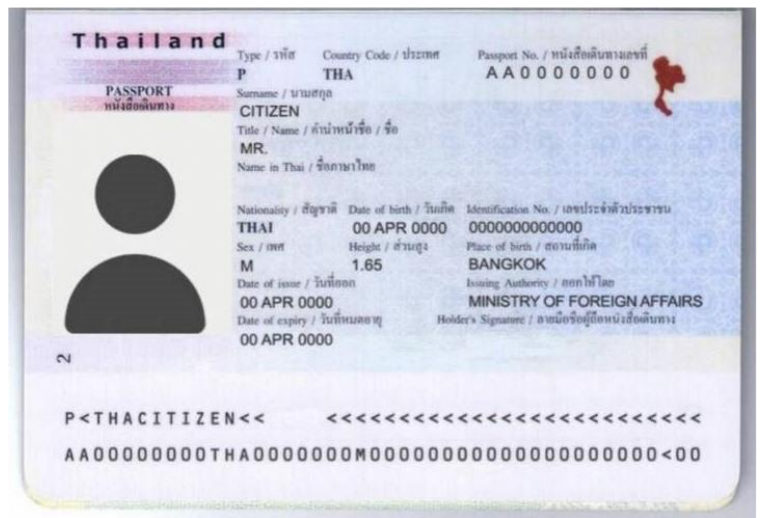 Thailand
PASSPORT
หนังสือเดินทาง
Type / รหัส Country Code / ประเทศ Passport No. / หนังสือเดินทางเลขที่
P THA AA0000000
Surname / นามสกุล
CITIZEN
Title / Name / คำนำหน้าชื่อ / ชื่อ
MR.
Name in Thai / ชื่อภาษาไทย
Nationality / สัญชาติ Date of birth / วันเกิด Identification No. / เลขประจำตัวประชาชน
THAI 00 APR 0000 0000000000000
Sex / เพศ Height / ส่วนสูง Place of birth / สถานที่เกิด
M 1.65 BANGKOK
Date of issue / วันที่ออก Issuing Authority / ออกให้โดย
00 APR 0000 MINISTRY OF FOREIGN AFFAIRS
Date of expiry / วันที่หมดอายุ Holder's Signature / ลายมือชื่อผู้ถือหนังสือเดินทาง
00 APR 0000
2
P<THACITIZEN<< <<<<<<<<<<<<<<<<<<<<<<<<<<
AA00000000THA0000000M00000000000000000000000<00